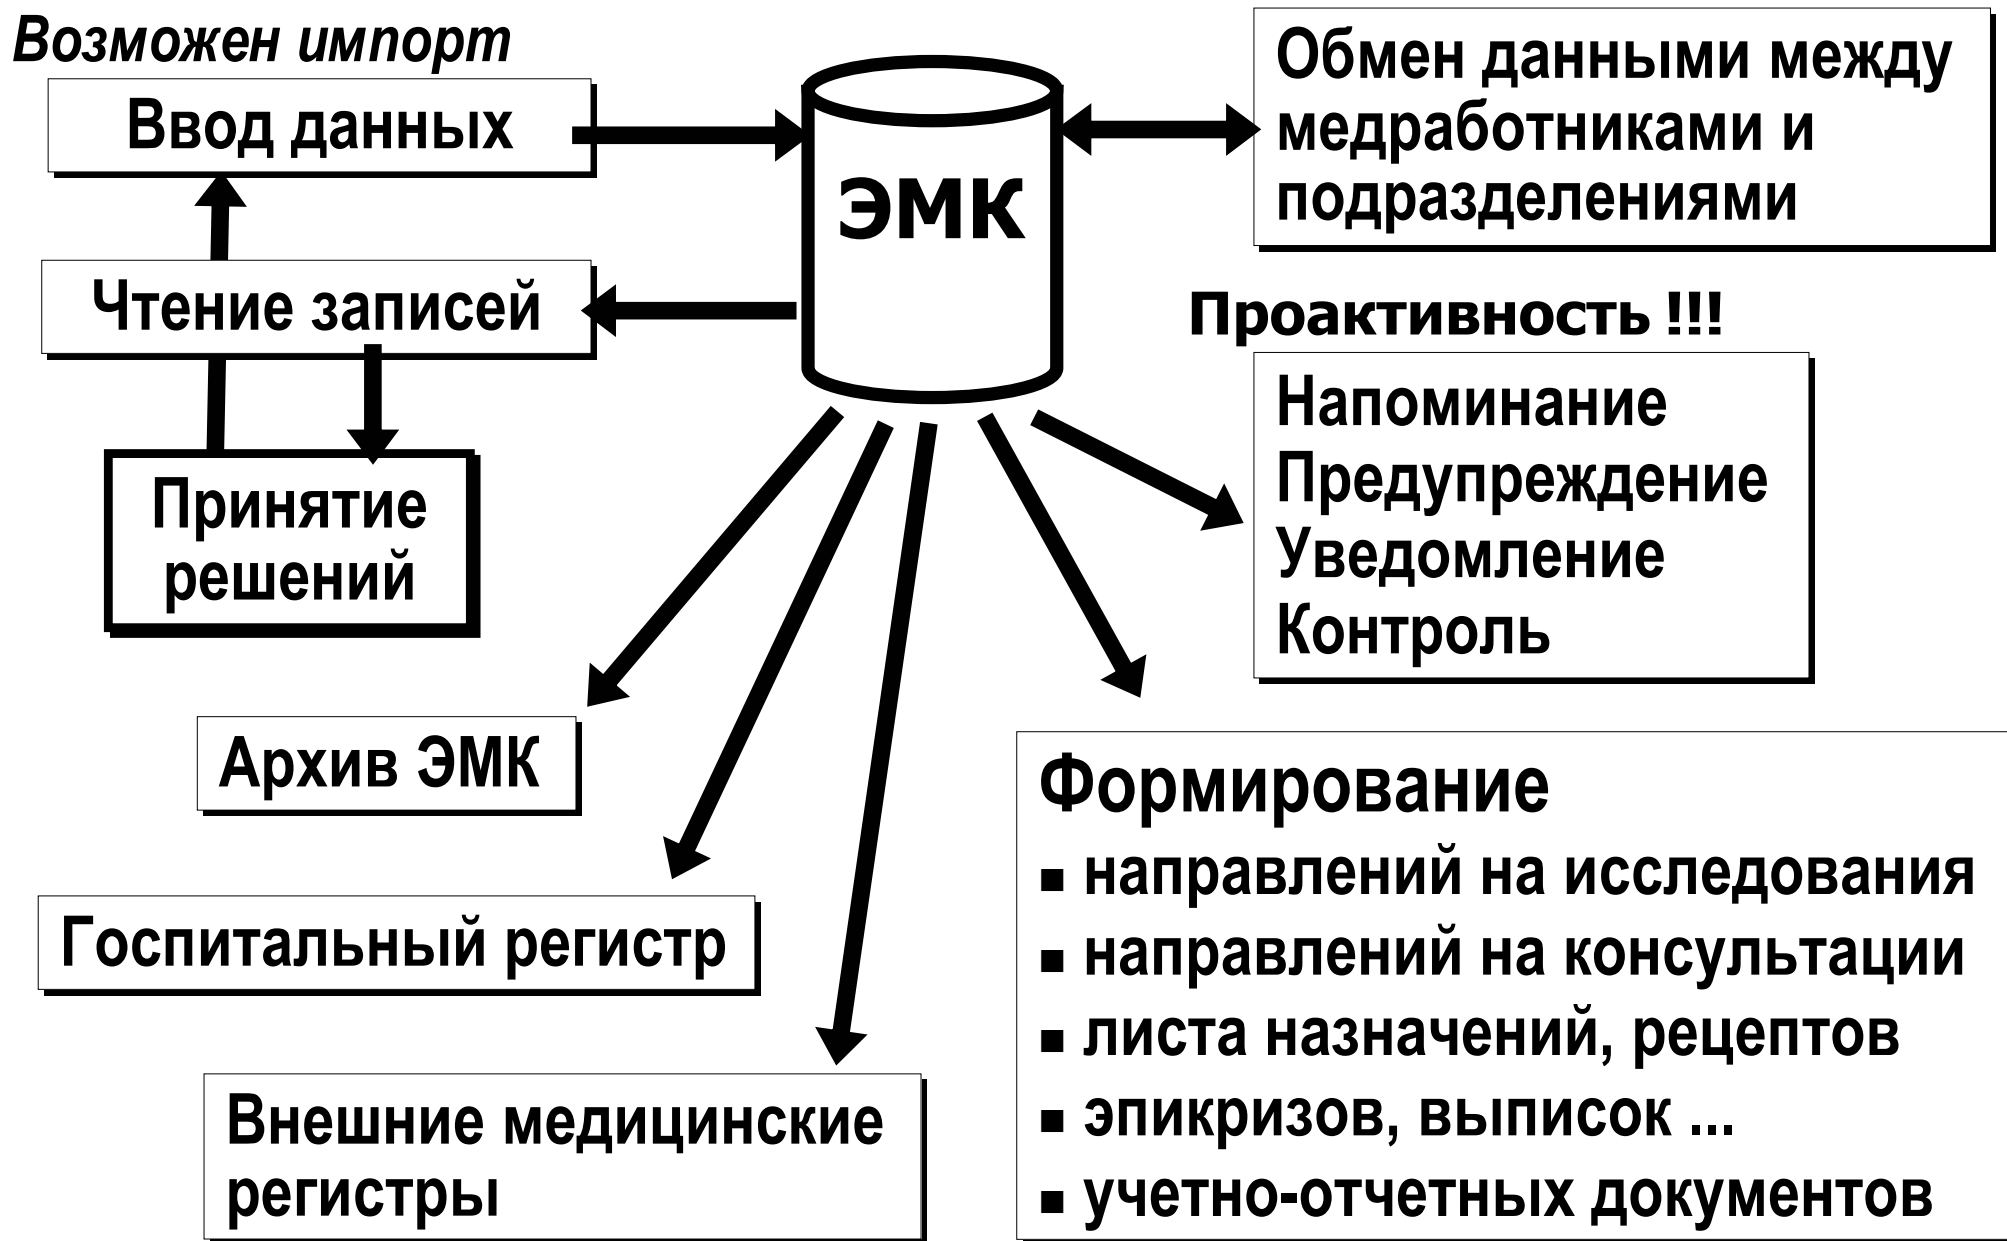 Возможен импорт
Ввод данных
Чтение записей
Принятие
решений
ЭМК
Обмен данными между
медработниками и
подразделениями
Проактивность !!!
Напоминание
Предупреждение
Уведомление
Контроль
Архив ЭМК
Госпитальный регистр
Внешние медицинские
регистры
Формирование
▪ направлений на исследования
▪ направлений на консультации
▪ листа назначений, рецептов
▪ эпикризов, выписок ...
▪ учетно-отчетных документов